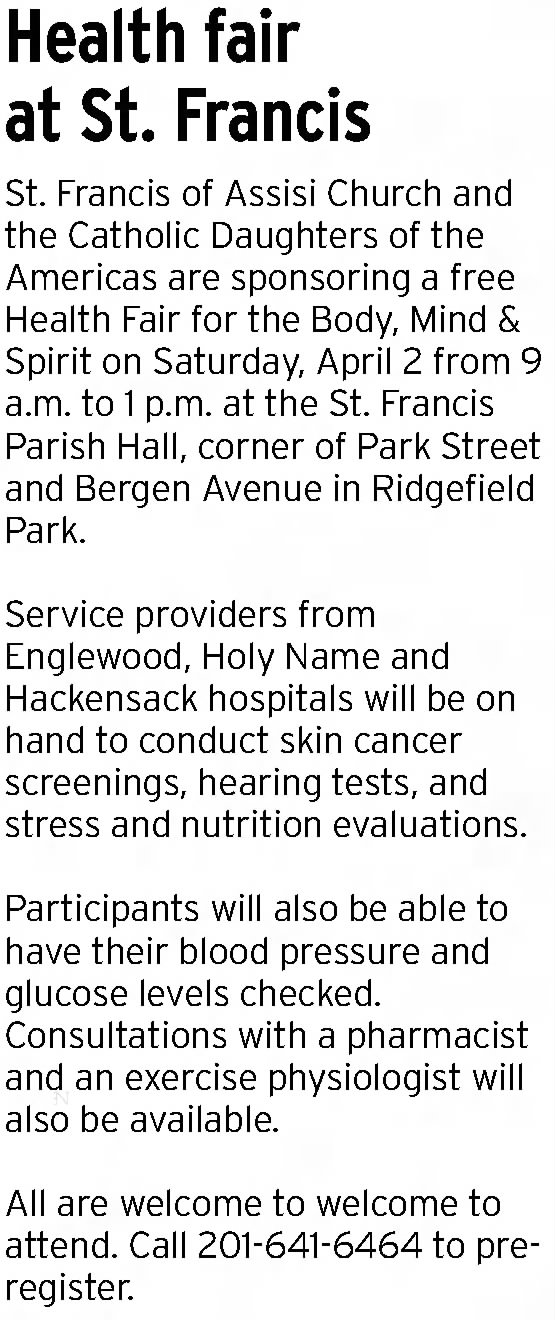 Health fair
at St. Francis
St. Francis of Assisi Church and
the Catholic Daughters of the
Americas are sponsoring a free
Health Fair for the Body, Mind &
Spirit on Saturday, April 2 from 9
a.m. to 1 p.m. at the St. Francis
Parish Hall, corner of Park Street
and Bergen Avenue in Ridgefield
Park.
Service providers from
Englewood, Holy Name and
Hackensack hospitals will be on
hand to conduct skin cancer
screenings, hearing tests, and
stress and nutrition evaluations.
Participants will also be able to
have their blood pressure and
glucose levels checked.
Consultations with a pharmacist
and an exercise physiologist will
also be available.
All are welcome to welcome to
attend. Call 201-641-6464 to pre-
register.